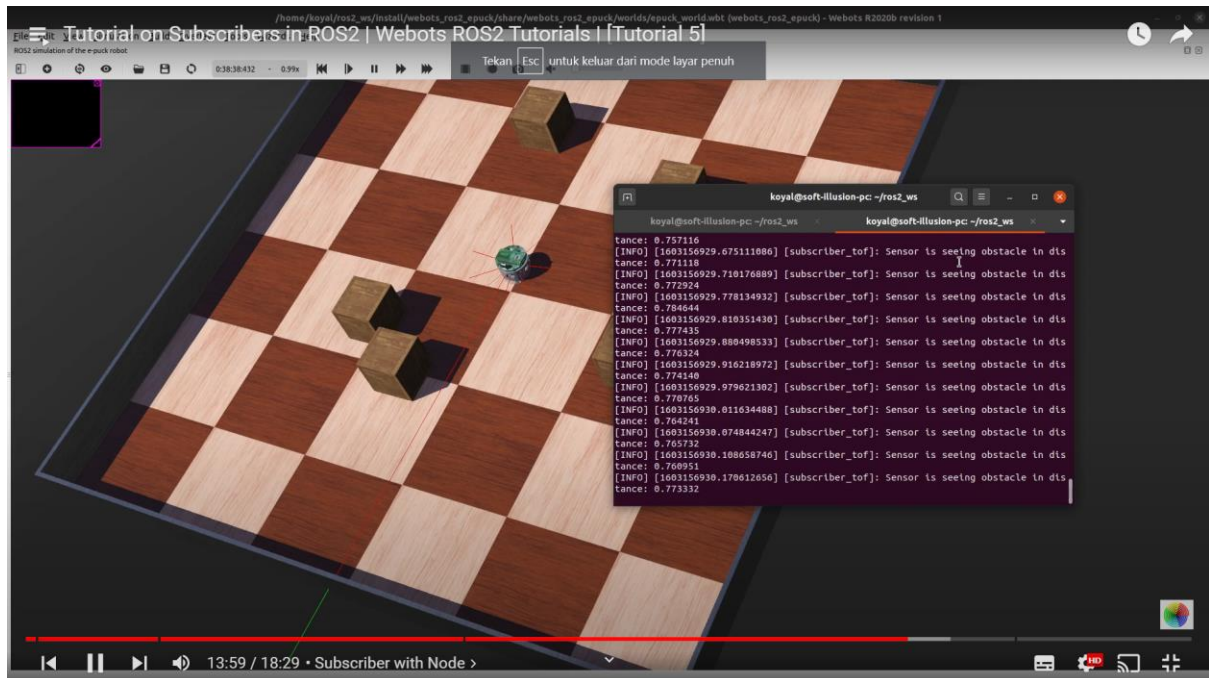 /home/koyal/ros2_ws/install/webots_ros2_epuck/share/webots_ros2_epuck/worlds/epuck_world.wbt (webots_ros2_epuck) - Webots R2020b revision 1
Tutorial on Subscribers in ROS2 | Webots ROS2 Tutorials | [Tutorial 5]
ROS2 simulation of the e-puck robot
Tekan Esc untuk keluar dari mode layar penuh
0:38:38:432 - 0.99x
koyal@soft-illusion-pc: ~/ros2_ws
koyal@soft-illusion-pc: ~/ros2_ws koyal@soft-illusion-pc: ~/ros2_ws
tance: 0.757116
[INFO] [1603156929.675111086] [subscriber_tof]: Sensor is seeing obstacle in dis
tance: 0.771118
[INFO] [1603156929.710176889] [subscriber_tof]: Sensor is seeing obstacle in dis
tance: 0.772924
[INFO] [1603156929.778134932] [subscriber_tof]: Sensor is seeing obstacle in dis
tance: 0.784644
[INFO] [1603156929.810351430] [subscriber_tof]: Sensor is seeing obstacle in dis
tance: 0.777435
[INFO] [1603156929.880498533] [subscriber_tof]: Sensor is seeing obstacle in dis
tance: 0.776324
[INFO] [1603156929.916218972] [subscriber_tof]: Sensor is seeing obstacle in dis
tance: 0.774140
[INFO] [1603156929.979621302] [subscriber_tof]: Sensor is seeing obstacle in dis
tance: 0.770765
[INFO] [1603156930.011634488] [subscriber_tof]: Sensor is seeing obstacle in dis
tance: 0.764241
[INFO] [1603156930.074844247] [subscriber_tof]: Sensor is seeing obstacle in dis
tance: 0.765732
[INFO] [1603156930.108658746] [subscriber_tof]: Sensor is seeing obstacle in dis
tance: 0.760951
[INFO] [1603156930.170612656] [subscriber_tof]: Sensor is seeing obstacle in dis
tance: 0.773332
13:59 / 18:29 • Subscriber with Node >
HD